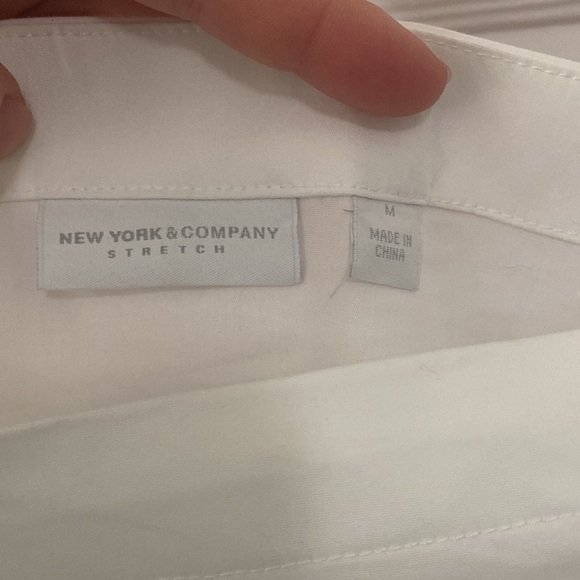 NEW YORK & COMPANY
STRETCH
M
MADE IN
CHINA